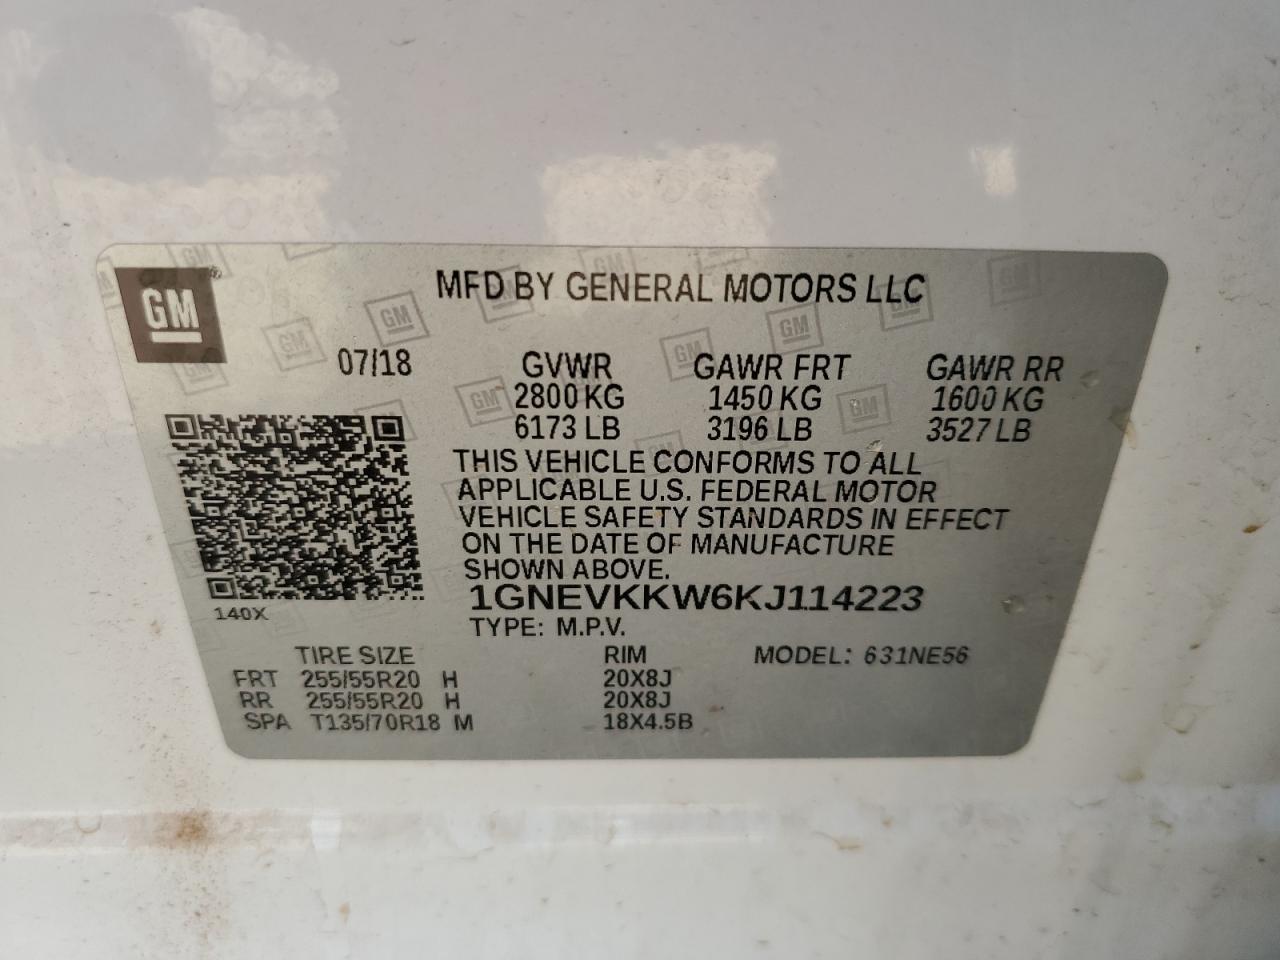 GM
MFD BY GENERAL MOTORS LLC
07/18 GVWR GAWR FRT GAWR RR
2800 KG 1450 KG 1600 KG
6173 LB 3196 LB 3527 LB
THIS VEHICLE CONFORMS TO ALL
APPLICABLE U.S. FEDERAL MOTOR
VEHICLE SAFETY STANDARDS IN EFFECT
ON THE DATE OF MANUFACTURE
SHOWN ABOVE.
140X
1GNEVKKW6KJ114223
TYPE: M.P.V.
TIRE SIZE RIM MODEL: 631NE56
FRT 255/55R20 H 20X8J
RR 255/55R20 H 20X8J
SPA T135/70R18 M 18X4.5B